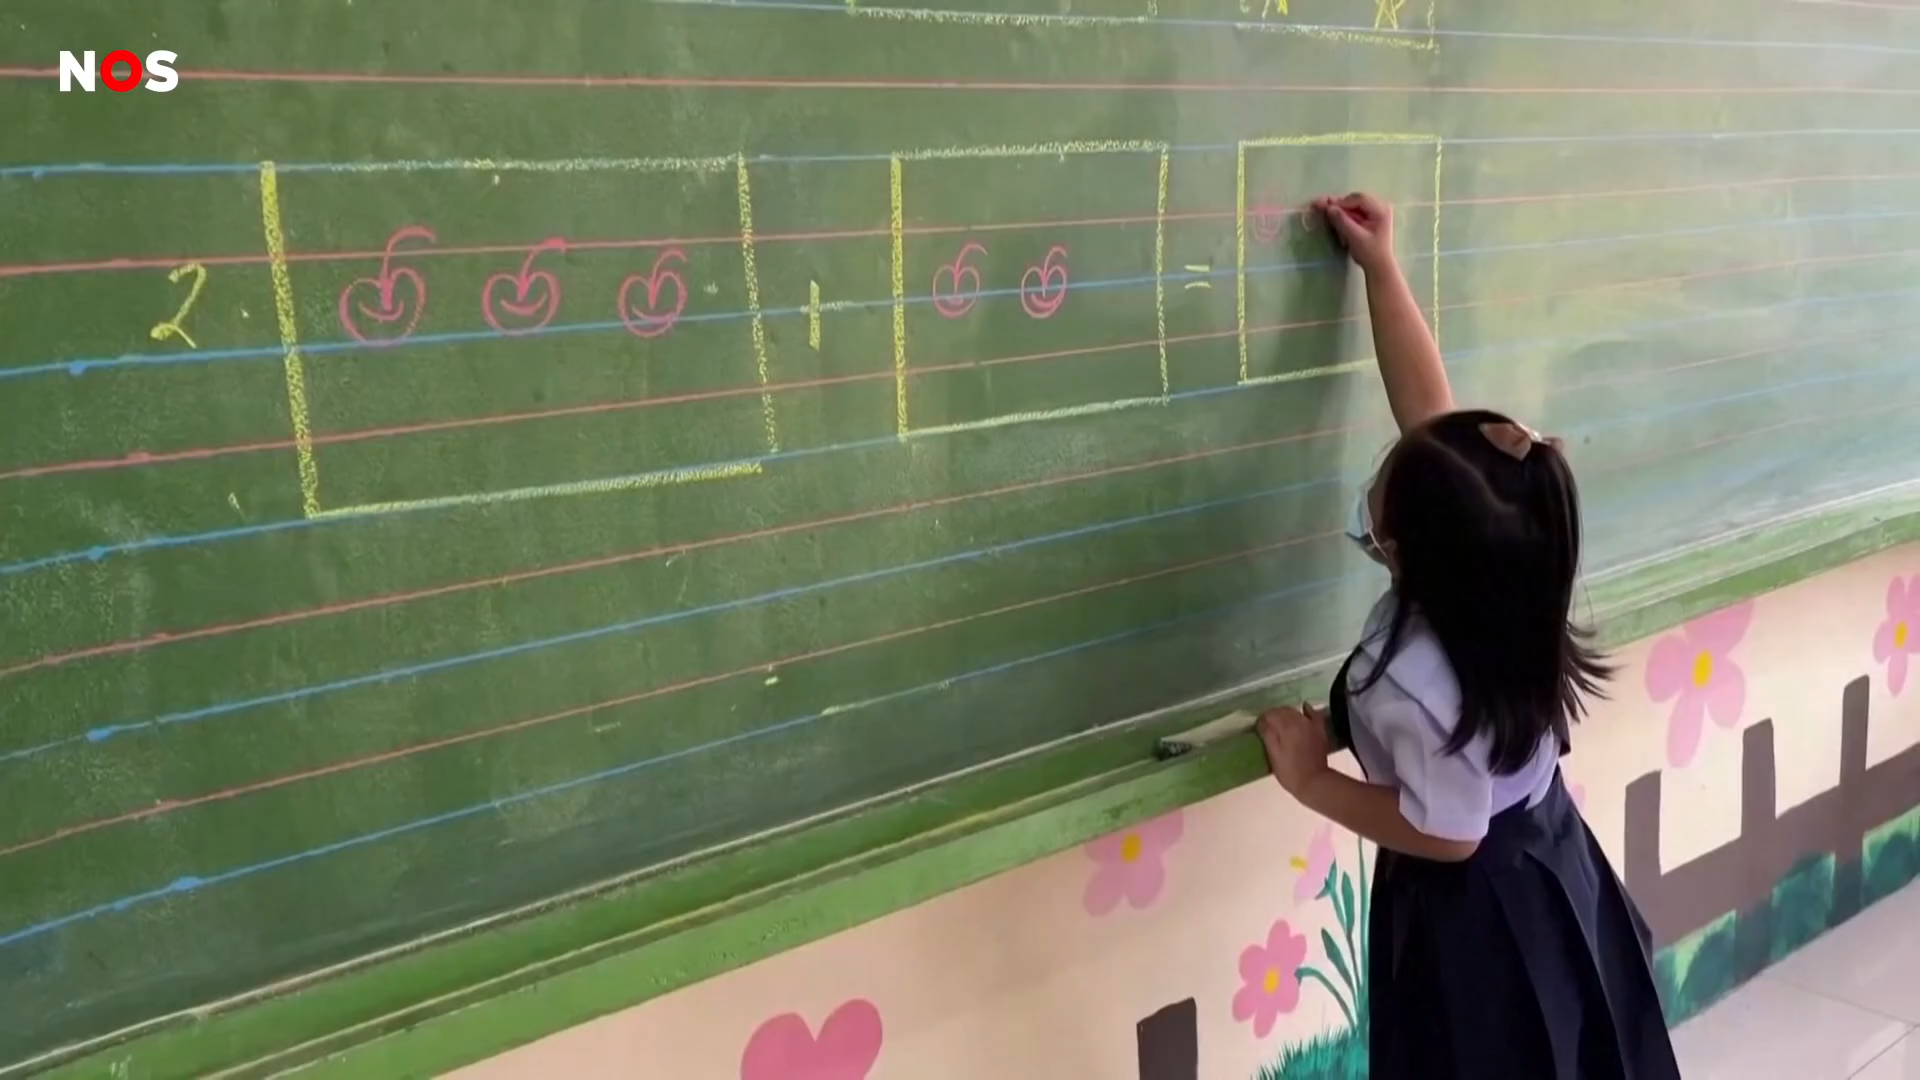 NOS
2 + =